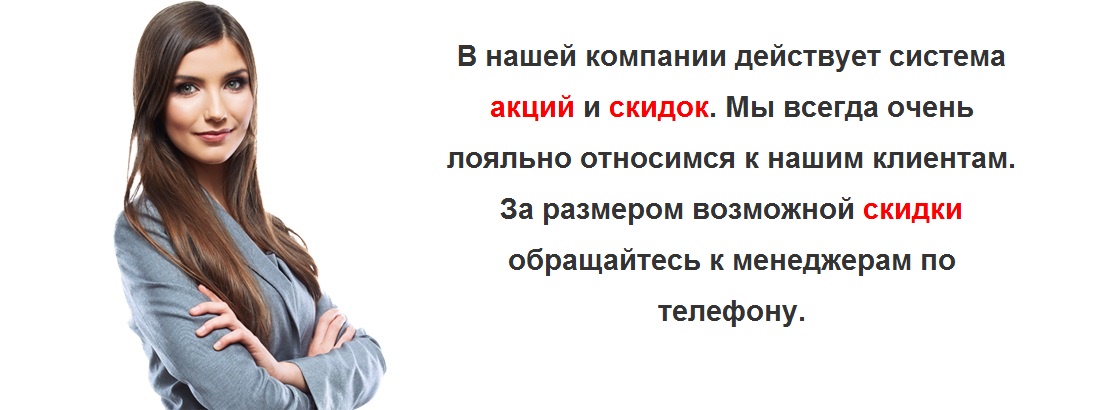 В нашей компании действует система
акций и скидок. Мы всегда очень
лояльно относимся к нашим клиентам.
За размером возможной скидки
обращайтесь к менеджерам по
телефону.